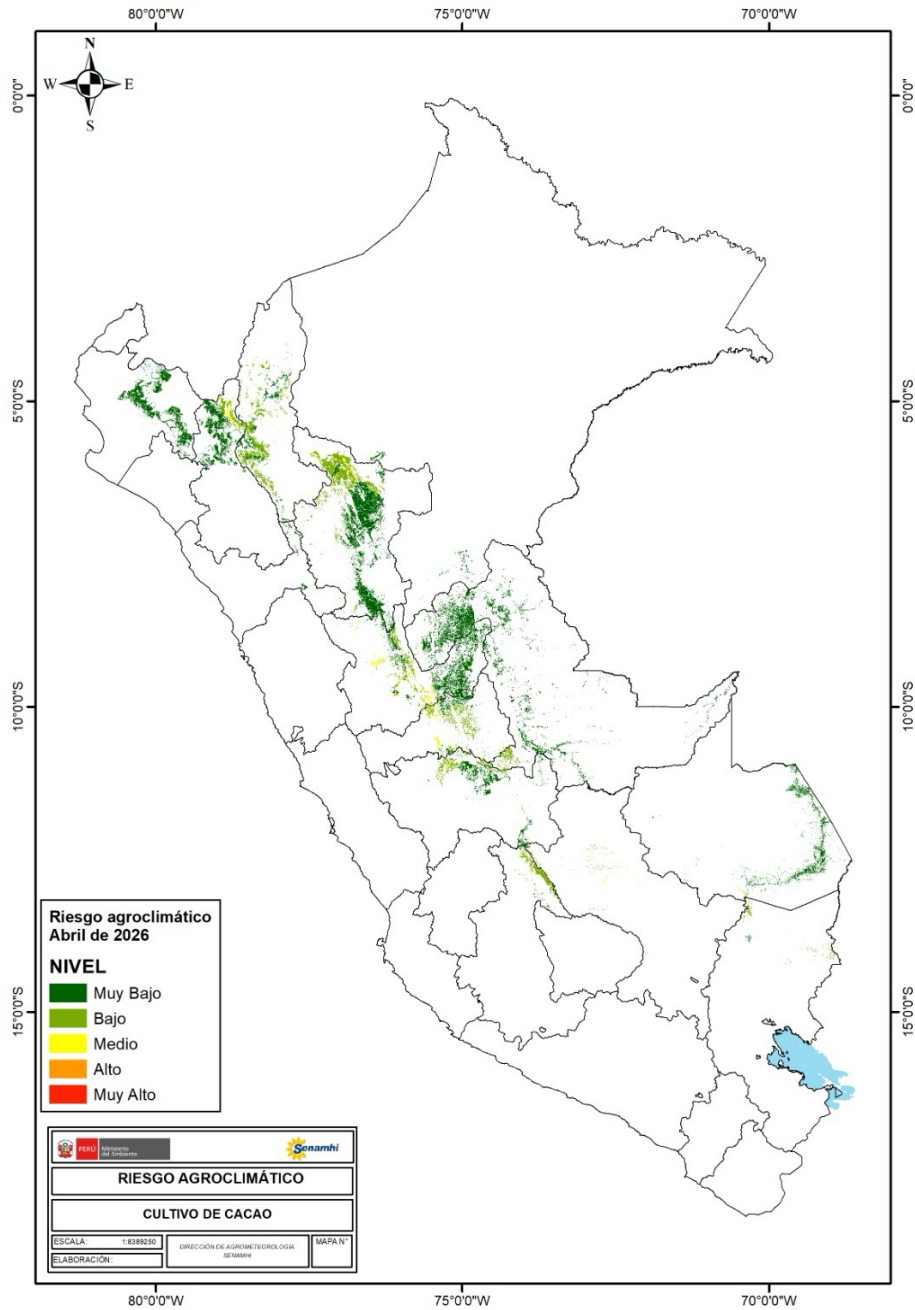 80°0'0"W 75°0'0"W 70°0'0"W
N
W E
S
0°0'0" 0°0'0"
5°0'0"S 5°0'0"S
10°0'0"S 10°0'0"S
15°0'0"S 15°0'0"S
Riesgo agroclimático
Abril de 2026
NIVEL
Muy Bajo
Bajo
Medio
Alto
Muy Alto
PERÚ Ministerio
del Ambiente
Senamhi
RIESGO AGROCLIMÁTICO
CULTIVO DE CACAO
ESCALA: 1:8389250
DIRECCIÓN DE AGROMETEOROLOGÍA
SENAMHI
MAPA N°
ELABORACIÓN:
80°0'0"W 75°0'0"W 70°0'0"W